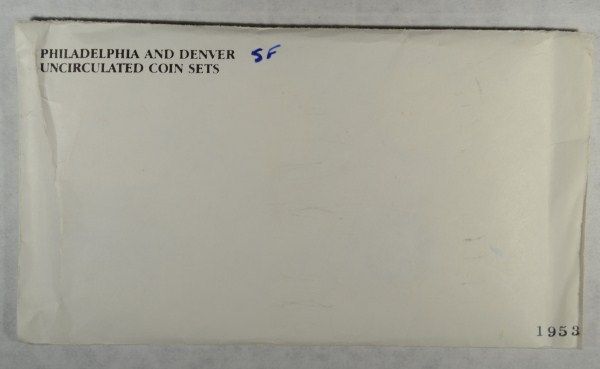 PHILADELPHIA AND DENVER SF
UNCIRCULATED COIN SETS
1953